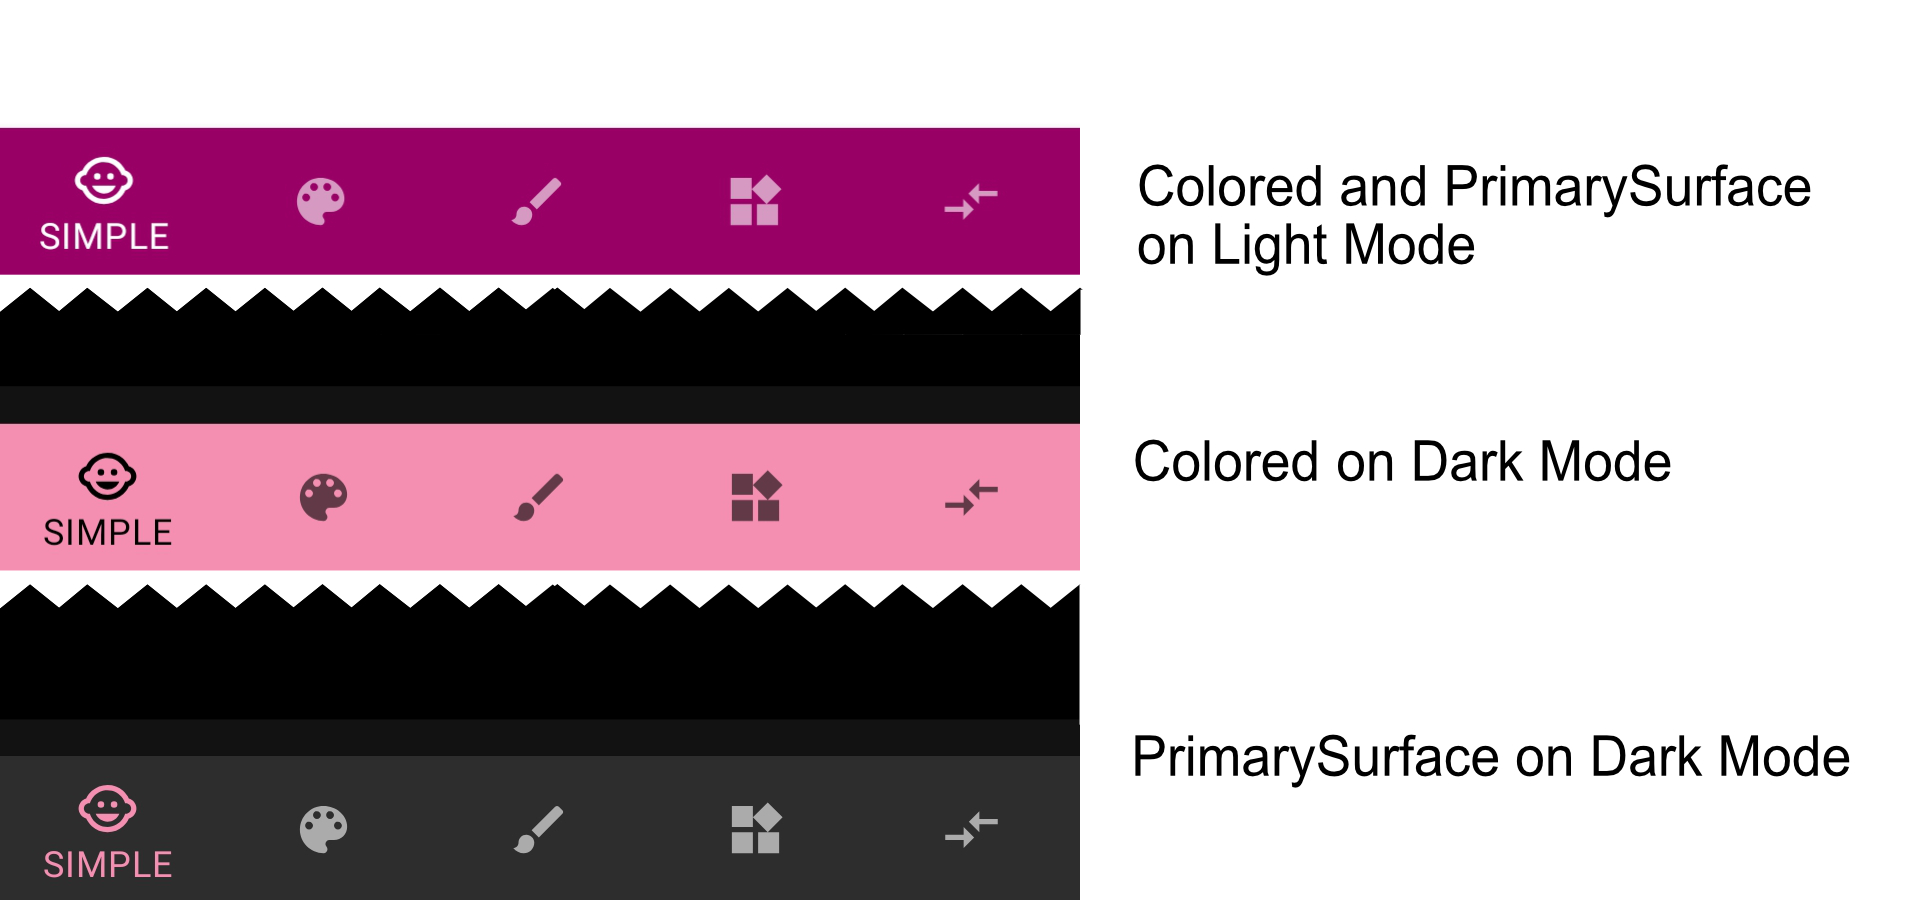 SIMPLE
Colored and PrimarySurface
on Light Mode
SIMPLE
Colored on Dark Mode
SIMPLE
PrimarySurface on Dark Mode